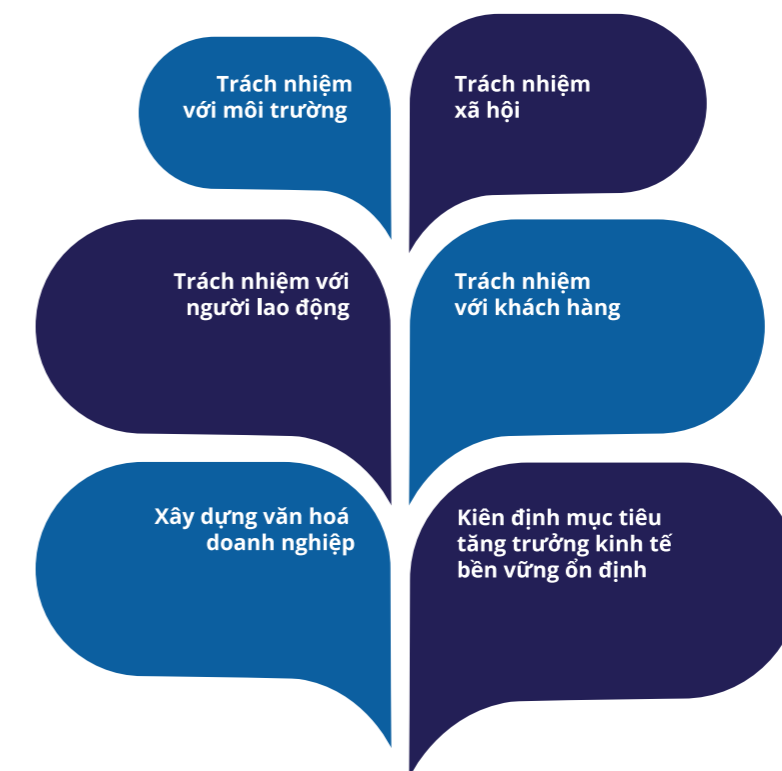 Trách nhiệm
với môi trường
Trách nhiệm
xã hội
Trách nhiệm với
người lao động
Trách nhiệm
với khách hàng
Xây dựng văn hoá
doanh nghiệp
Kiên định mục tiêu
tăng trưởng kinh tế
bền vững ổn định